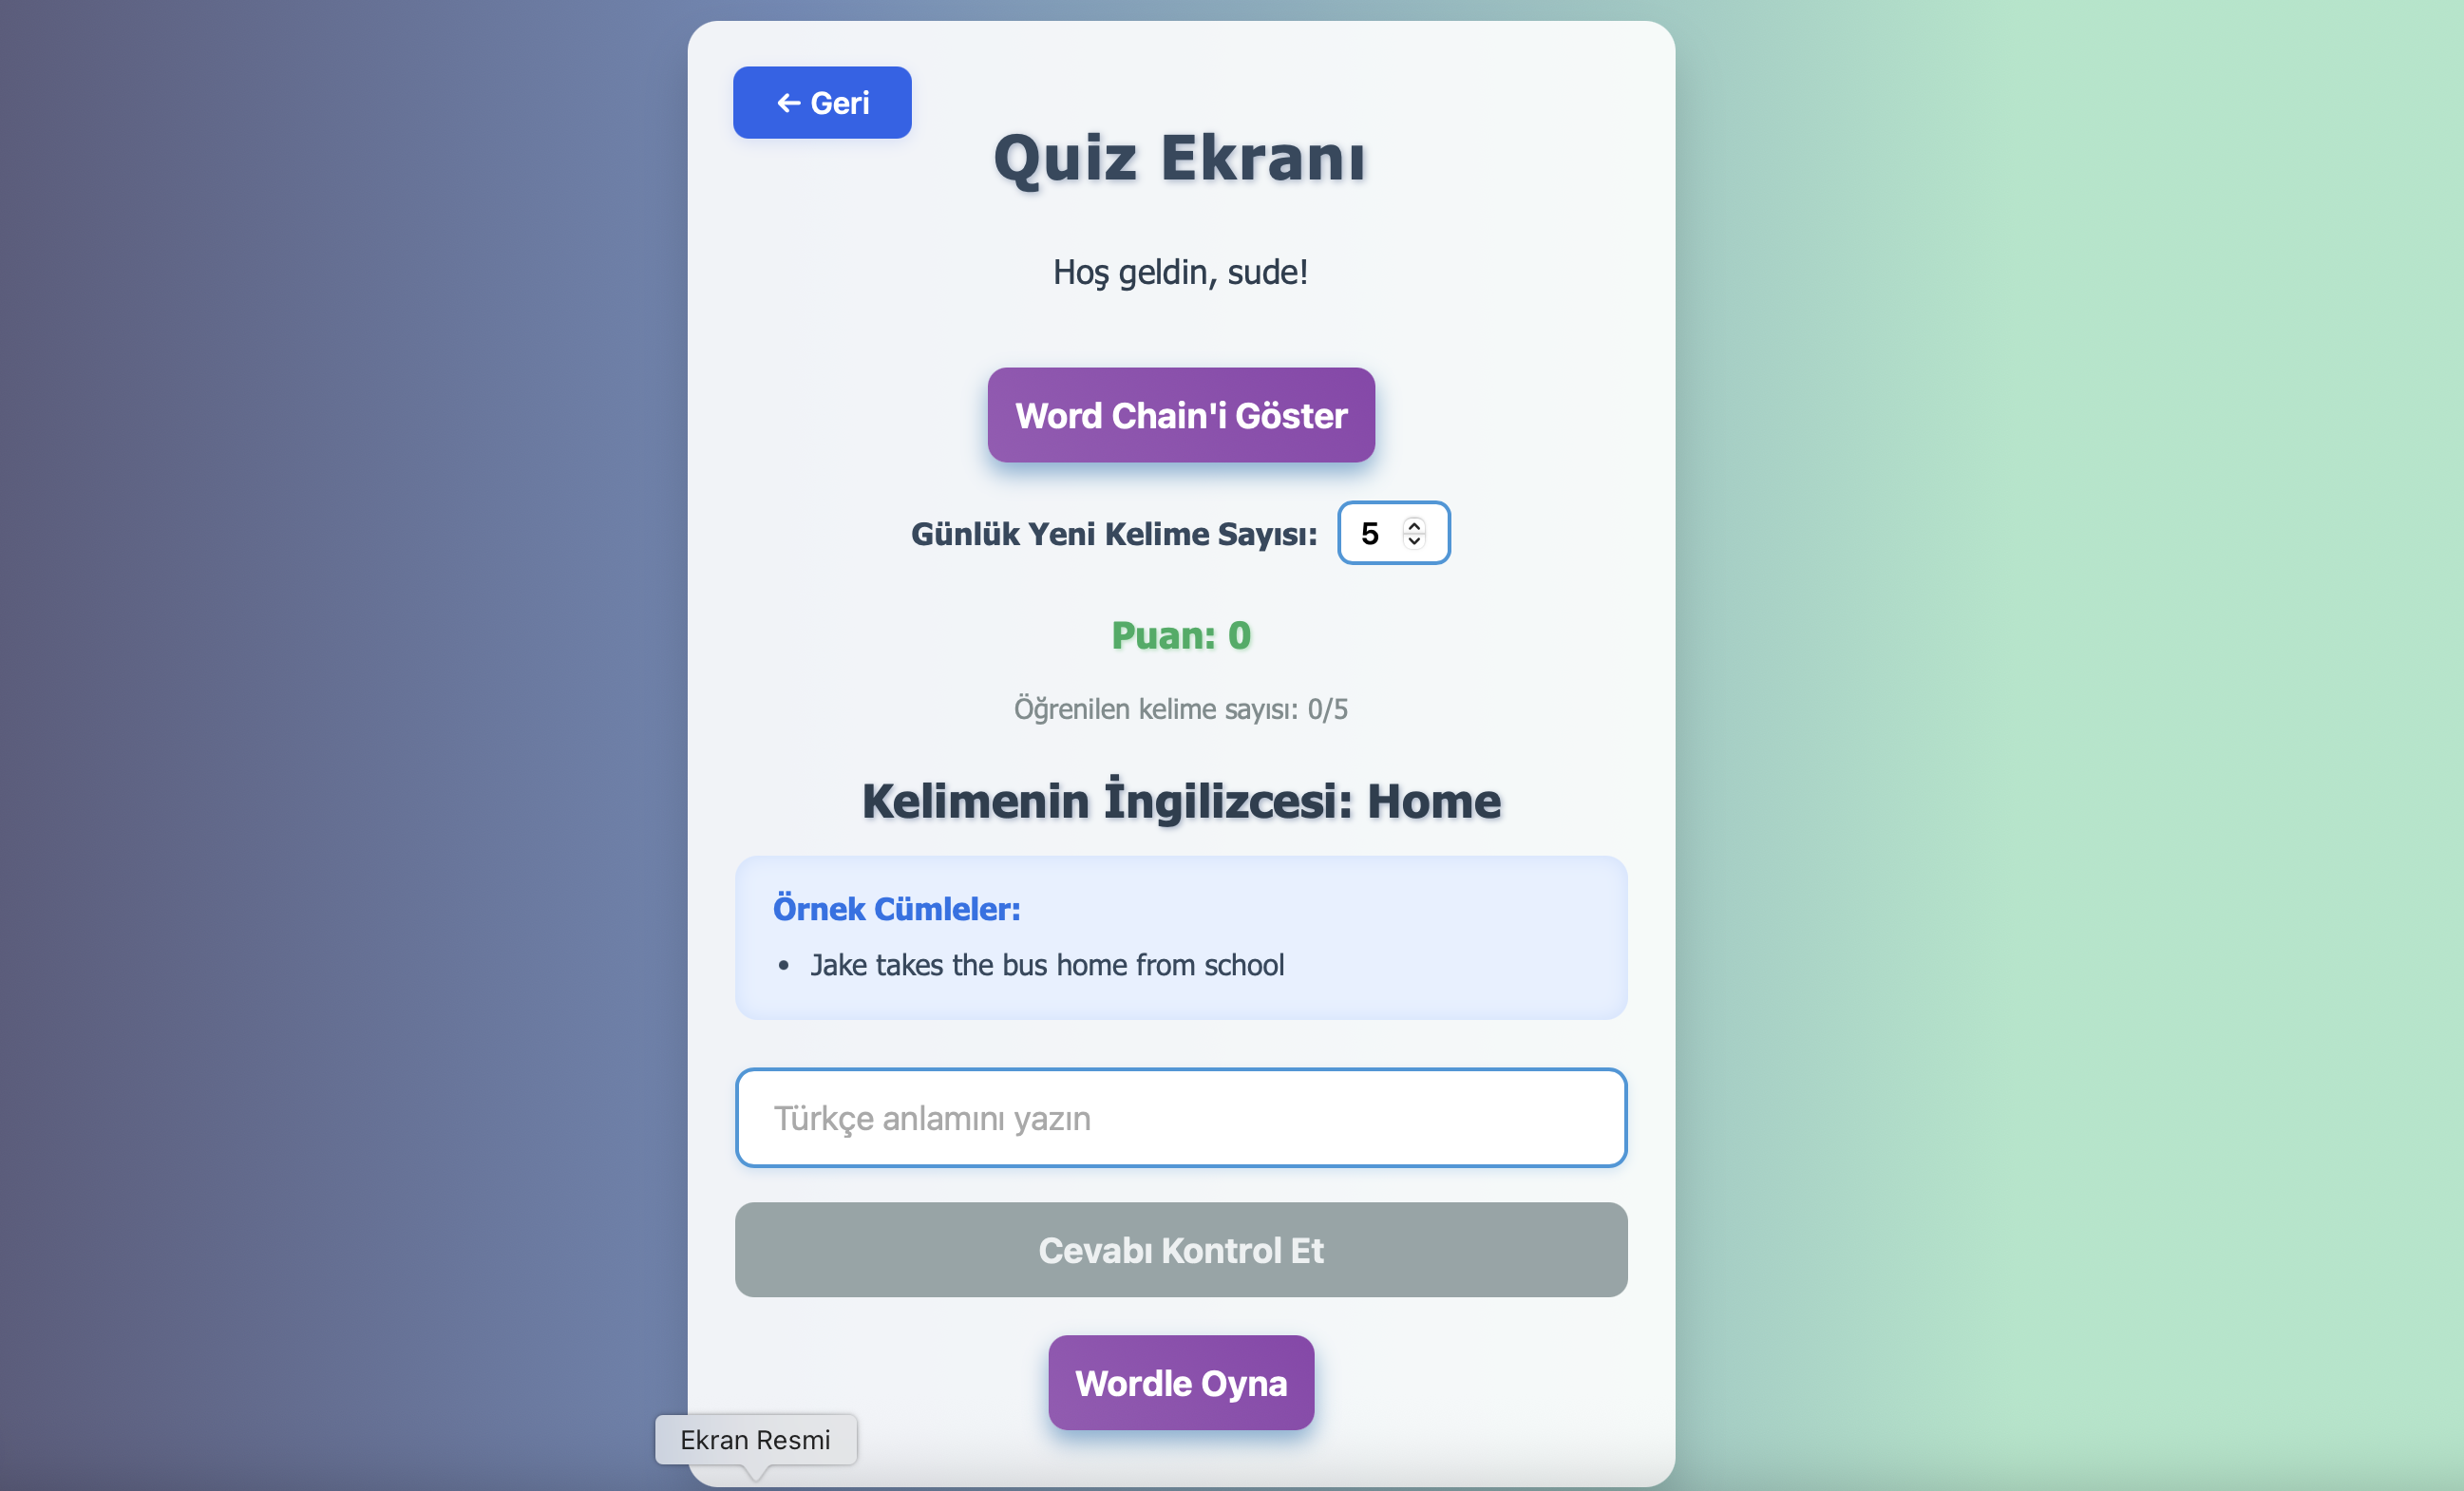 ← Geri
Quiz Ekranı
Hoş geldin, sude!
Word Chain'i Göster
Günlük Yeni Kelime Sayısı: 5
Puan: 0
Öğrenilen kelime sayısı: 0/5
Kelimenin İngilizcesi: Home
Örnek Cümleler:
• Jake takes the bus home from school
Türkçe anlamını yazın
Cevabı Kontrol Et
Wordle Oyna
Ekran Resmi